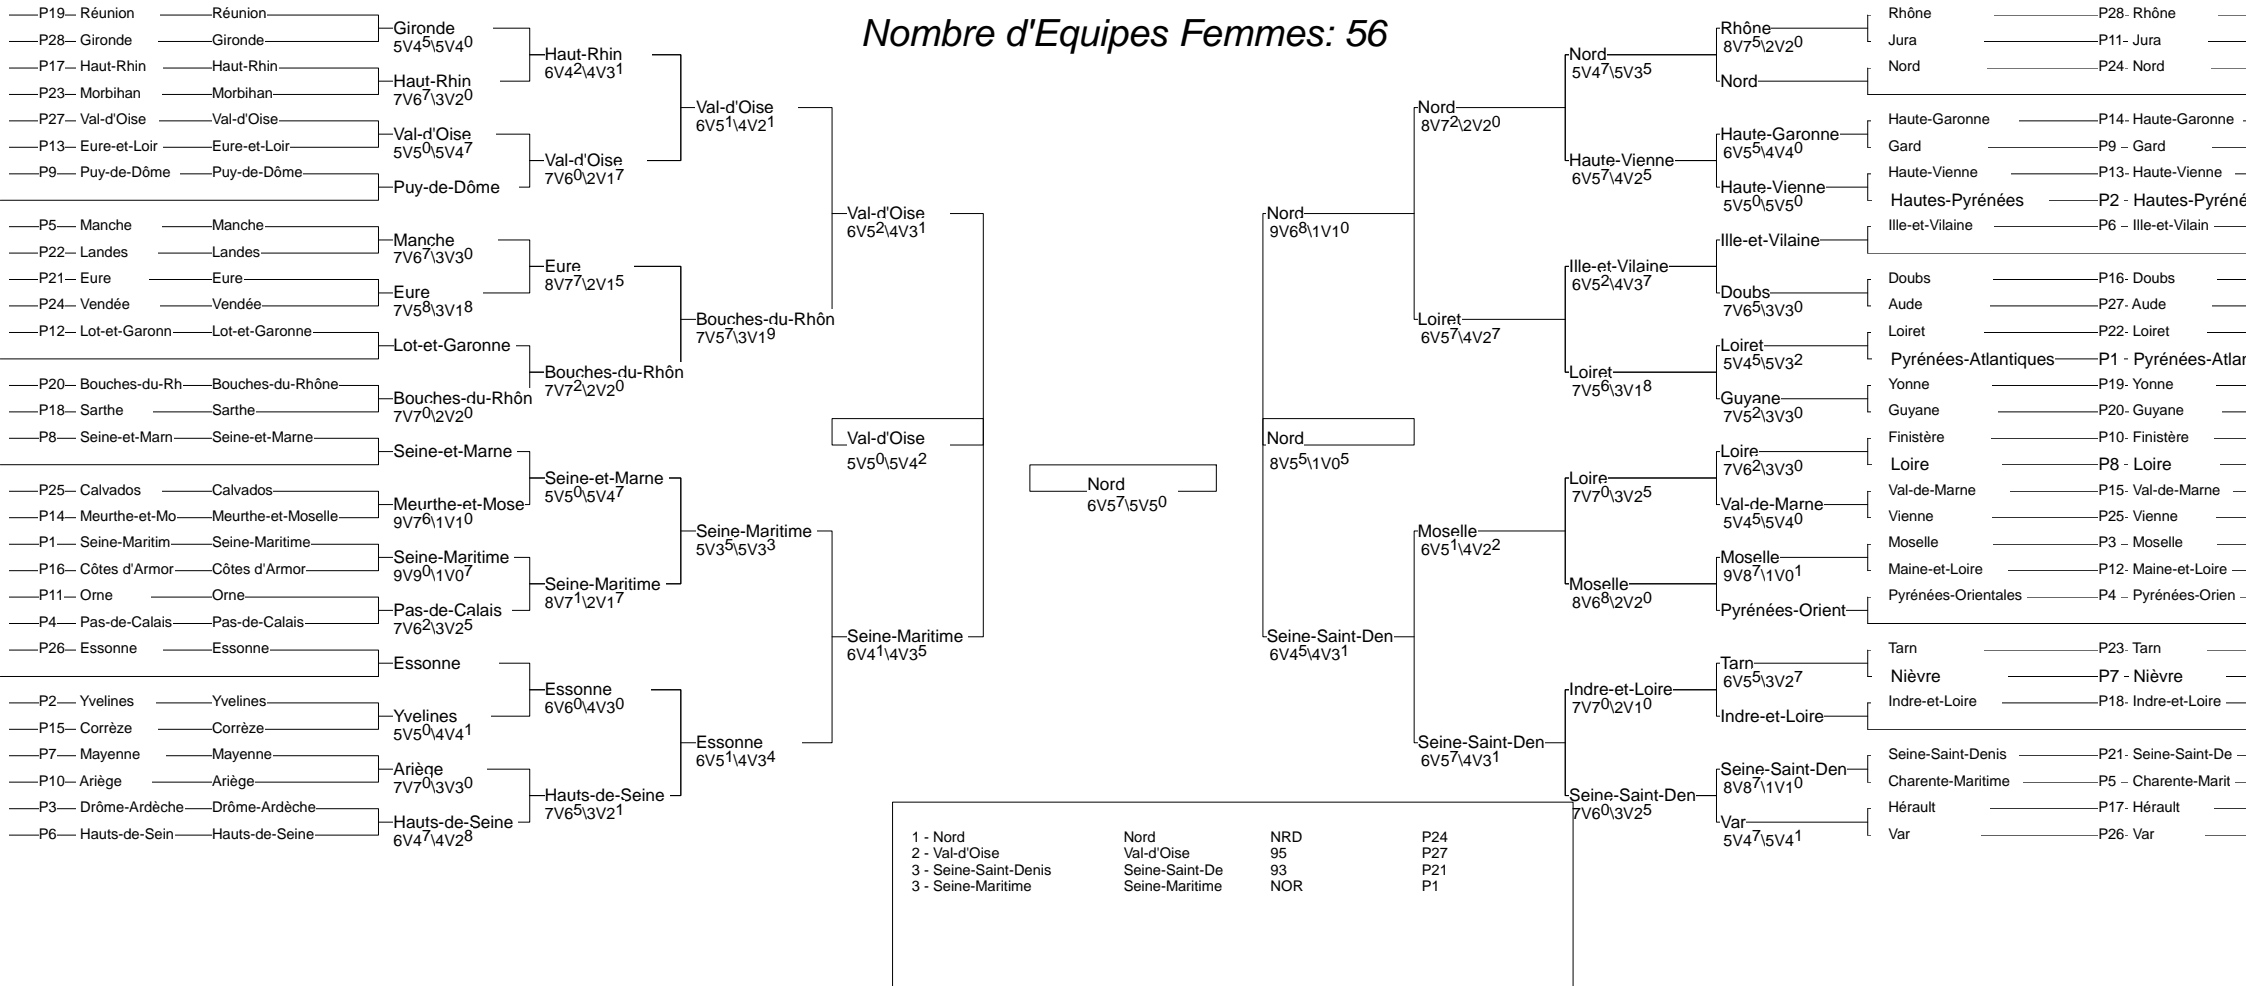 Nombre d'Equipes Femmes: 56
P19 Réunion Réunion
P28 Gironde Gironde
P17 Haut-Rhin Haut-Rhin
P23 Morbihan Morbihan
P27 Val-d'Oise Val-d'Oise
P13 Eure-et-Loir Eure-et-Loir
P9 Puy-de-Dôme Puy-de-Dôme
P5 Manche Manche
P22 Landes Landes
P21 Eure Eure
P24 Vendée Vendée
P12 Lot-et-Garonn Lot-et-Garonne
P20 Bouches-du-Rh Bouches-du-Rhône
P18 Sarthe Sarthe
P8 Seine-et-Marn Seine-et-Marne
P25 Calvados Calvados
P14 Meurthe-et-Mo Meurthe-et-Moselle
P1 Seine-Maritim Seine-Maritime
P16 Côtes d'Armor Côtes d'Armor
P11 Orne Orne
P4 Pas-de-Calais Pas-de-Calais
P26 Essonne Essonne
P2 Yvelines Yvelines
P15 Corrèze Corrèze
P7 Mayenne Mayenne
P10 Ariège Ariège
P3 Drôme-Ardèche Drôme-Ardèche
P6 Hauts-de-Sein Hauts-de-Seine
Gironde
5V45\5V40
Haut-Rhin
7V67\3V20
Val-d'Oise
5V50\5V47
Puy-de-Dôme
Manche
7V67\3V30
Eure
7V58\3V18
Lot-et-Garonne
Bouches-du-Rhôn
7V70\2V20
Seine-et-Marne
Meurthe-et-Mose
9V76\1V10
Seine-Maritime
9V90\1V07
Pas-de-Calais
7V62\3V25
Essonne
Yvelines
5V50\4V41
Ariège
7V70\3V30
Hauts-de-Seine
6V47\4V28
Haut-Rhin
6V42\4V31
Val-d'Oise
7V60\2V17
Eure
8V77\2V15
Bouches-du-Rhôn
7V72\2V20
Seine-et-Marne
5V50\5V47
Seine-Maritime
8V71\2V17
Essonne
6V60\4V30
Hauts-de-Seine
7V65\3V21
Val-d'Oise
6V51\4V21
Bouches-du-Rhôn
7V57\3V19
Seine-Maritime
5V35\5V33
Essonne
6V51\4V34
Val-d'Oise
6V52\4V31
Seine-Maritime
6V41\4V35
Val-d'Oise
5V50\5V42
Nord
6V57\5V50
Nord
8V55\1V05
Nord
9V68\1V10
Seine-Saint-Den
6V45\4V31
Nord
8V72\2V20
Loiret
6V57\4V27
Moselle
6V51\4V22
Seine-Saint-Den
6V57\4V31
Nord
5V47\5V35
Haute-Vienne
6V57\4V25
Ille-et-Vilaine
6V52\4V37
Loiret
7V56\3V18
Loire
7V70\3V25
Moselle
8V68\2V20
Indre-et-Loire
7V70\2V10
Seine-Saint-Den
7V60\3V25
Rhône
8V75\2V20
Nord
Haute-Garonne
6V55\4V40
Haute-Vienne
5V50\5V50
Ille-et-Vilaine
Doubs
7V65\3V30
Loiret
5V45\5V32
Guyane
7V52\3V30
Loire
7V62\3V30
Val-de-Marne
5V45\5V40
Moselle
9V87\1V01
Pyrénées-Orient
Tarn
6V55\3V27
Indre-et-Loire
Seine-Saint-Den
8V87\1V10
Var
5V47\5V41
Rhône P28- Rhône
Jura P11- Jura
Nord P24- Nord
Haute-Garonne P14- Haute-Garonne
Gard P9 - Gard
Haute-Vienne P13- Haute-Vienne
Hautes-Pyrénées P2 - Hautes-Pyréné
Ille-et-Vilaine P6 - Ille-et-Vilain
Doubs P16- Doubs
Aude P27- Aude
Loiret P22- Loiret
Pyrénées-Atlantiques P1 - Pyrénées-Atlan
Yonne P19- Yonne
Guyane P20- Guyane
Finistère P10- Finistère
Loire P8 - Loire
Val-de-Marne P15- Val-de-Marne
Vienne P25- Vienne
Moselle P3 - Moselle
Maine-et-Loire P12- Maine-et-Loire
Pyrénées-Orientales P4 - Pyrénées-Orien
Tarn P23- Tarn
Nièvre P7 - Nièvre
Indre-et-Loire P18- Indre-et-Loire
Seine-Saint-Denis P21- Seine-Saint-De
Charente-Maritime P5 - Charente-Marit
Hérault P17- Hérault
Var P26- Var
1 - Nord Nord NRD P24
2 - Val-d'Oise Val-d'Oise 95 P27
3 - Seine-Saint-Denis Seine-Saint-De 93 P21
3 - Seine-Maritime Seine-Maritime NOR P1